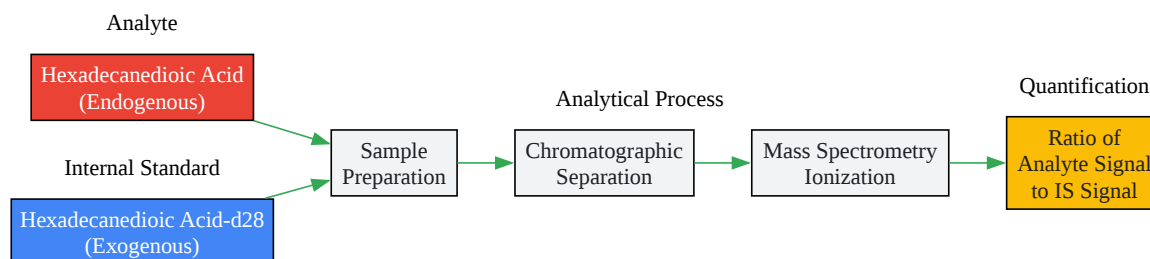 Analyte
Hexadecanedioic Acid
(Endogenous)
Internal Standard
Hexadecanedioic Acid-d28
(Exogenous)
Analytical Process
Sample
Preparation
Chromatographic
Separation
Mass Spectrometry
Ionization
Quantification
Ratio of
Analyte Signal
to IS Signal